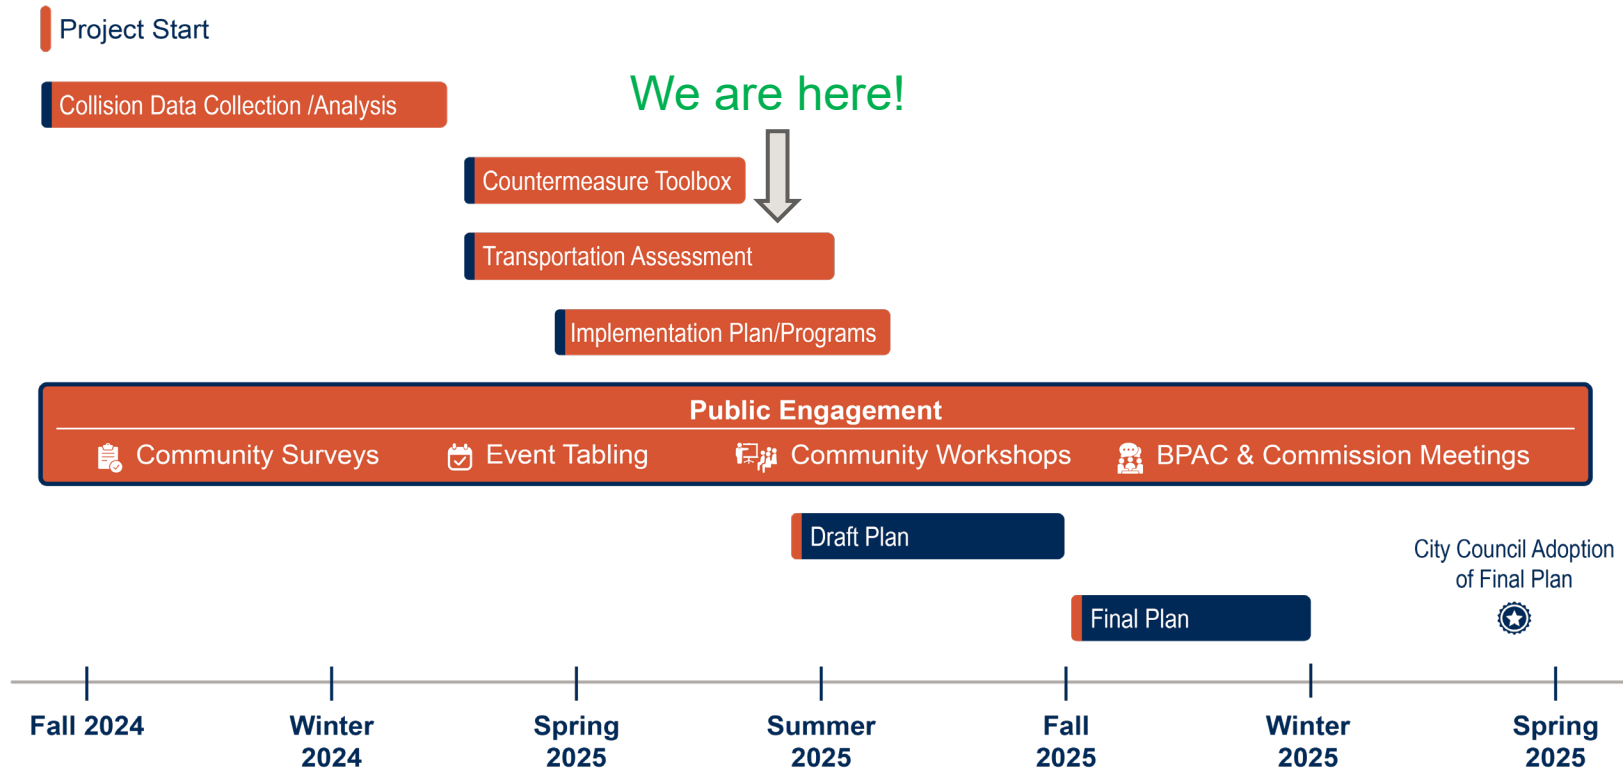 Project Start
Collision Data Collection /Analysis
We are here!
Countermeasure Toolbox
Transportation Assessment
Implementation Plan/Programs
Public Engagement
Community Surveys
Event Tabling
Community Workshops
BPAC & Commission Meetings
Draft Plan
City Council Adoption
of Final Plan
Final Plan
Fall 2024
Winter
2024
Spring
2025
Summer
2025
Fall
2025
Winter
2025
Spring
2025